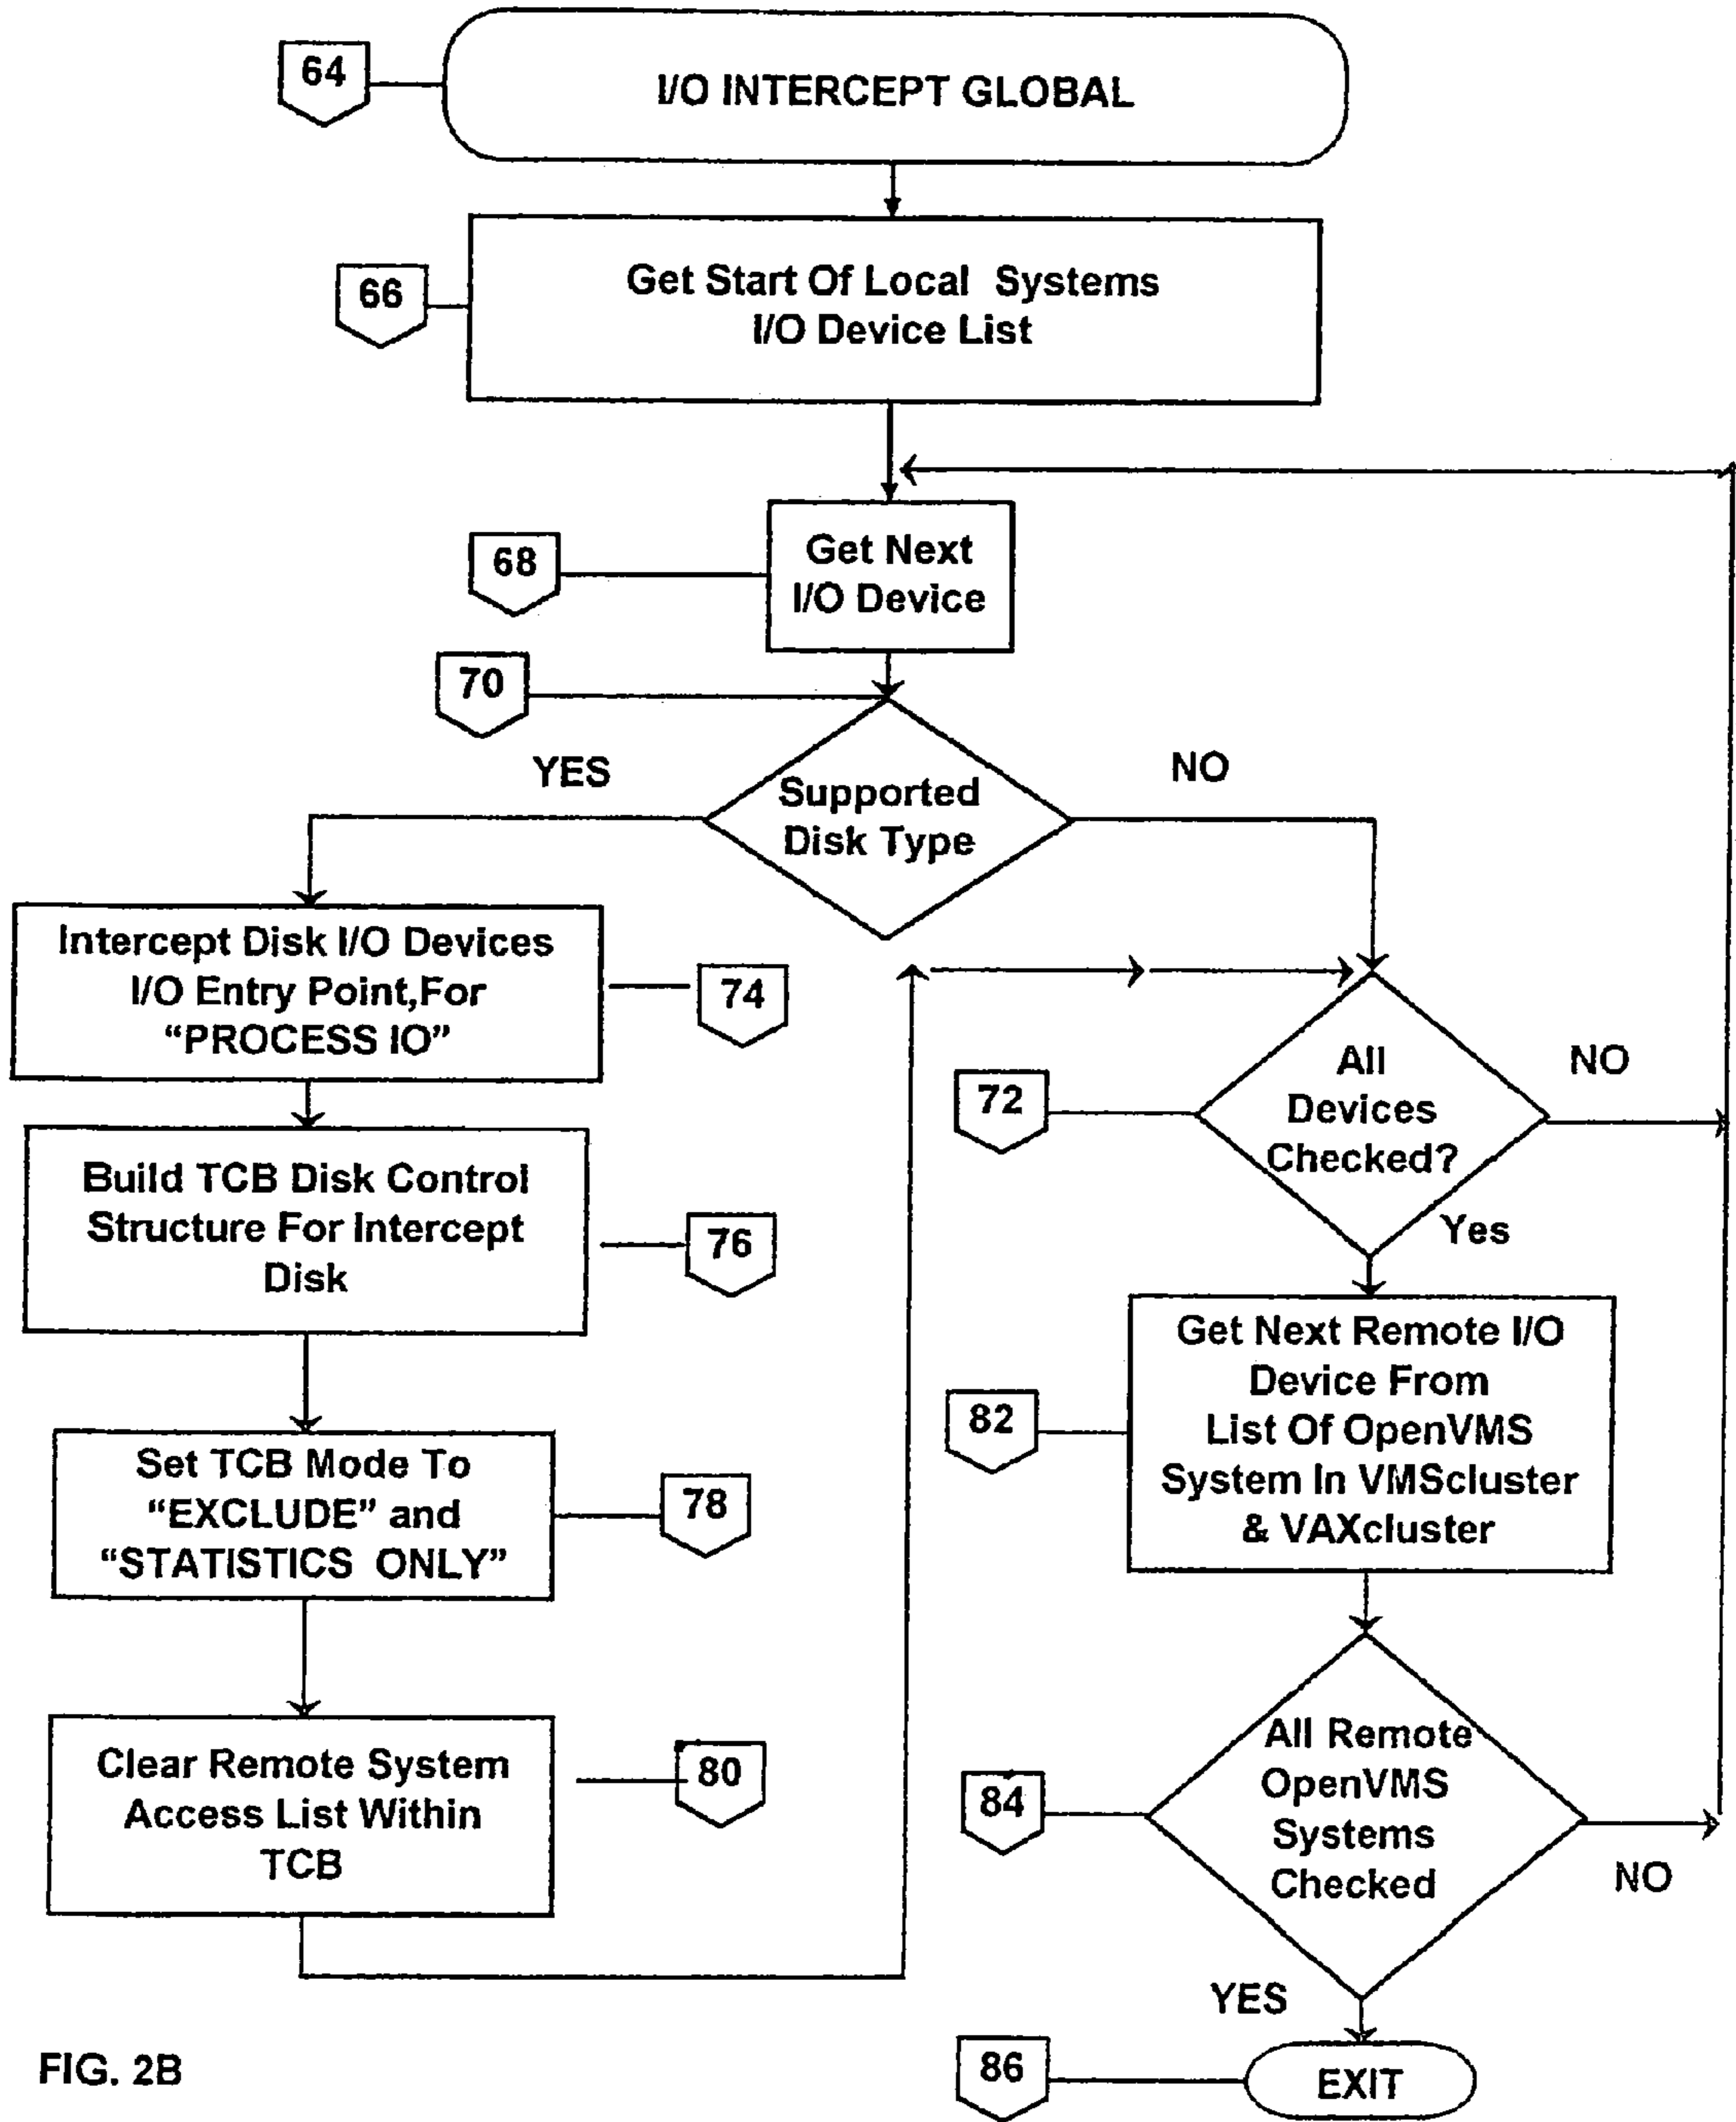 64
I/O INTERCEPT GLOBAL
66
Get Start Of Local Systems
I/O Device List
68
Get Next
I/O Device
70
YES
NO
Supported
Disk Type
Intercept Disk I/O Devices
I/O Entry Point,For
“PROCESS IO”
74
72
All
Devices
Checked?
NO
Yes
Build TCB Disk Control
Structure For Intercept
Disk
76
Get Next Remote I/O
Device From
List Of OpenVMS
System In VMScluster
& VAXcluster
82
Set TCB Mode To
“EXCLUDE” and
“STATISTICS ONLY”
78
Clear Remote System
Access List Within
TCB
80
84
All Remote
OpenVMS
Systems
Checked
NO
YES
86
EXIT
FIG. 2B